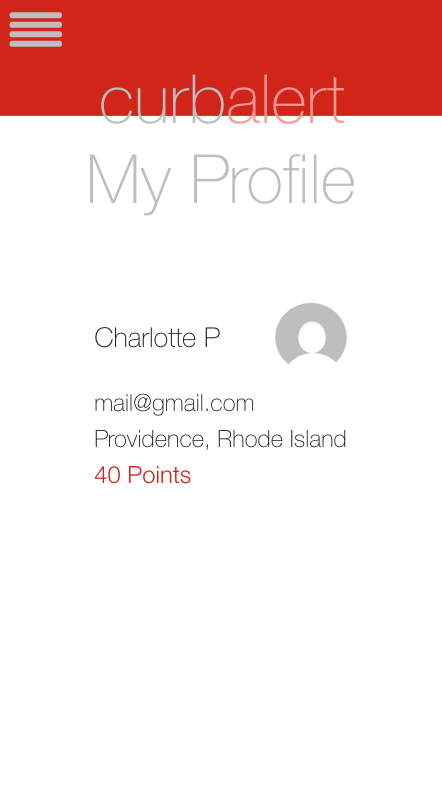 curbalert
My Profile
Charlotte P
mail@gmail.com
Providence, Rhode Island
40 Points